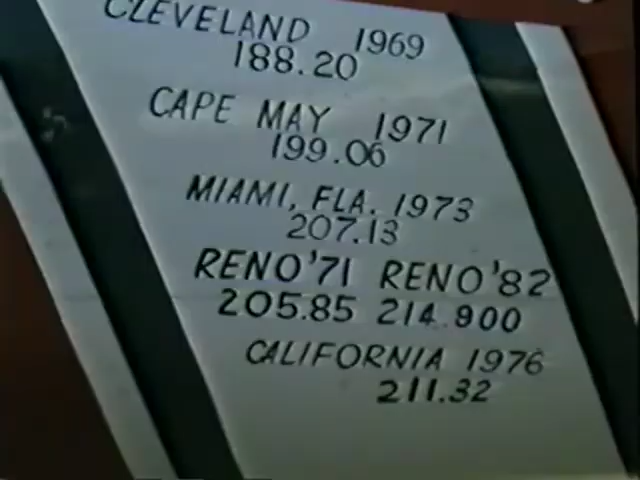 CLEVELAND 1969
188.20
CAPE MAY 1971
199.06
MIAMI, FLA. 1973
207.13
RENO '71 RENO '82
205.85 214.900
CALIFORNIA 1976
211.32